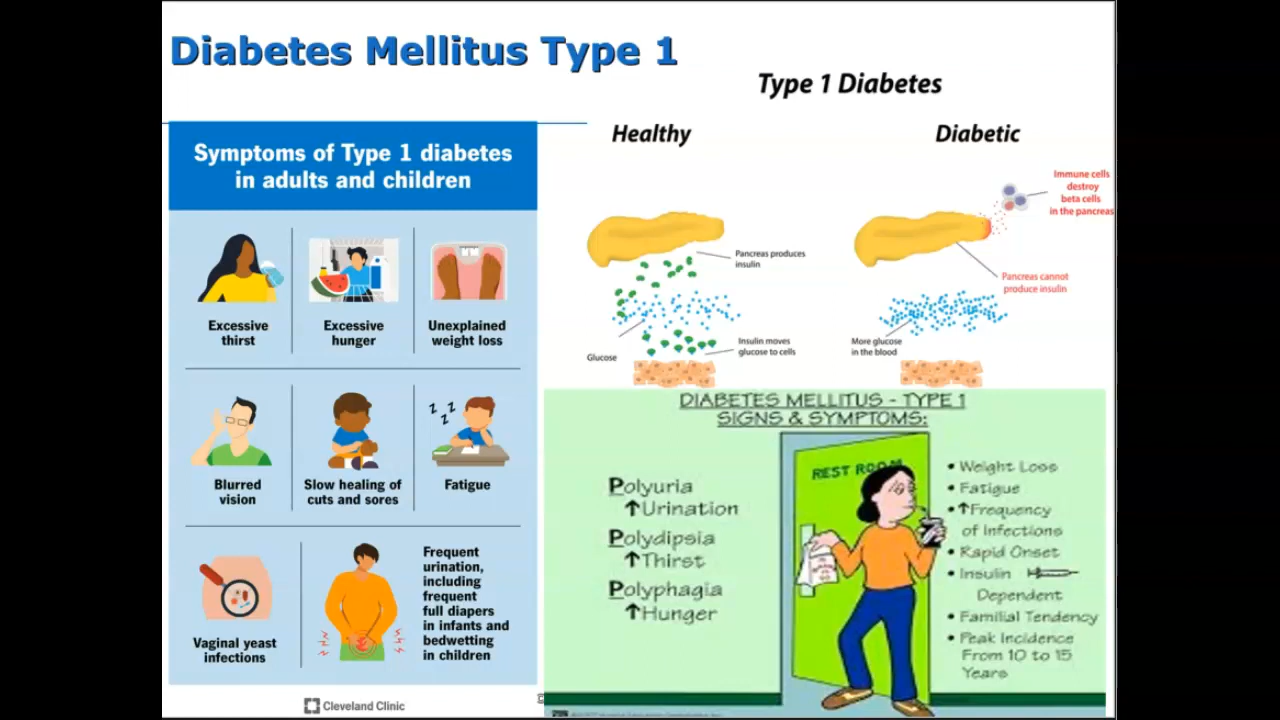 Diabetes Mellitus Type 1
Symptoms of Type 1 diabetes
in adults and children
Excessive
thirst
Excessive
hunger
Unexplained
weight loss
Blurred
vision
Slow healing of
cuts and sores
Fatigue
Vaginal yeast
infections
Frequent
urination,
including
frequent
full diapers
in infants and
bedwetting
in children
Cleveland Clinic
Type 1 Diabetes
Healthy
Diabetic
Pancreas produces
insulin
Glucose
Insulin moves
glucose to cells
Immune cells
destroy
beta cells
in the pancreas
Pancreas cannot
produce insulin
More glucose
in the blood
DIABETES MELLITUS - TYPE 1
SIGNS & SYMPTOMS:
Polyuria
↑Urination
Polydipsia
↑Thirst
Polyphagia
↑Hunger
REST ROOM
• Weight Loss
• Fatigue
• ↑Frequency
of Infections
• Rapid Onset
• Insulin
Dependent
• Familial Tendency
• Peak Incidence
From 10 to 15
Years